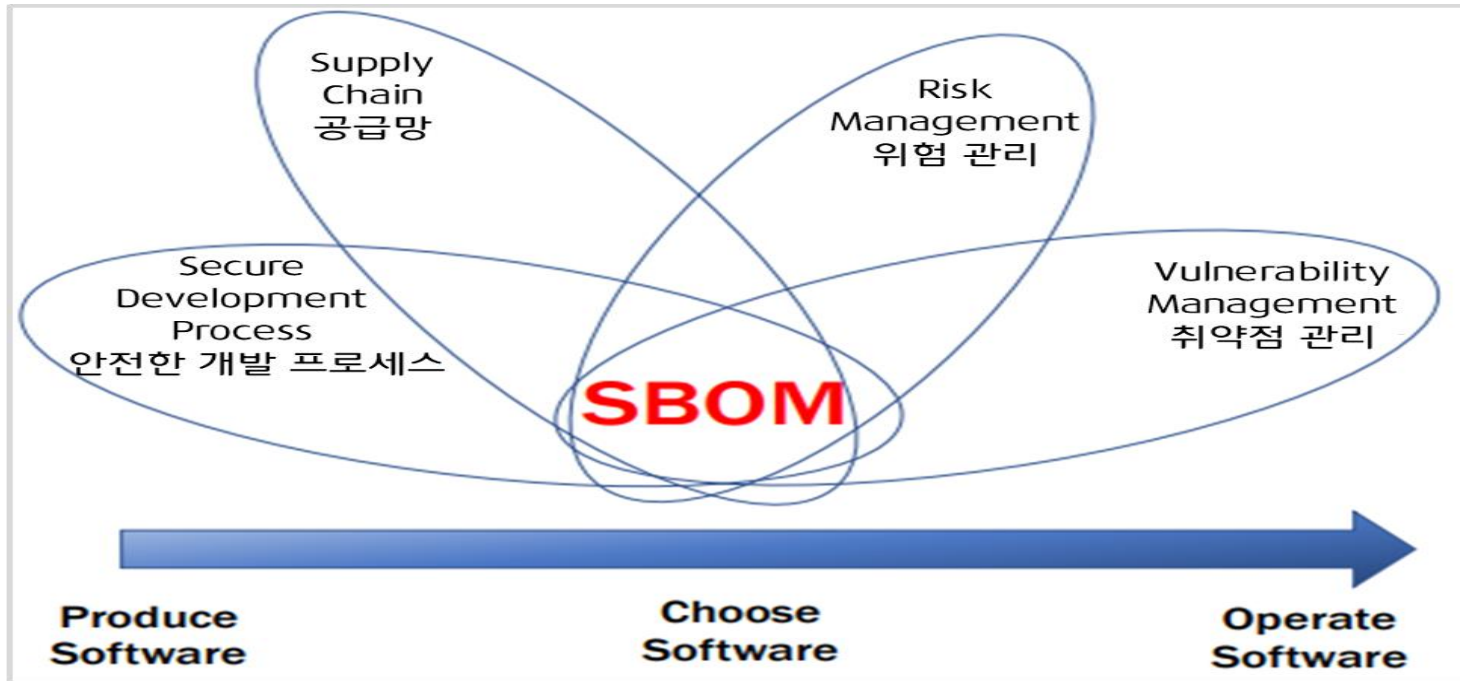 Supply
Chain
공급망
Risk
Management
위험 관리
Secure
Development
Process
안전한 개발 프로세스
Vulnerability
Management
취약점 관리
SBOM
Produce
Software
Choose
Software
Operate
Software